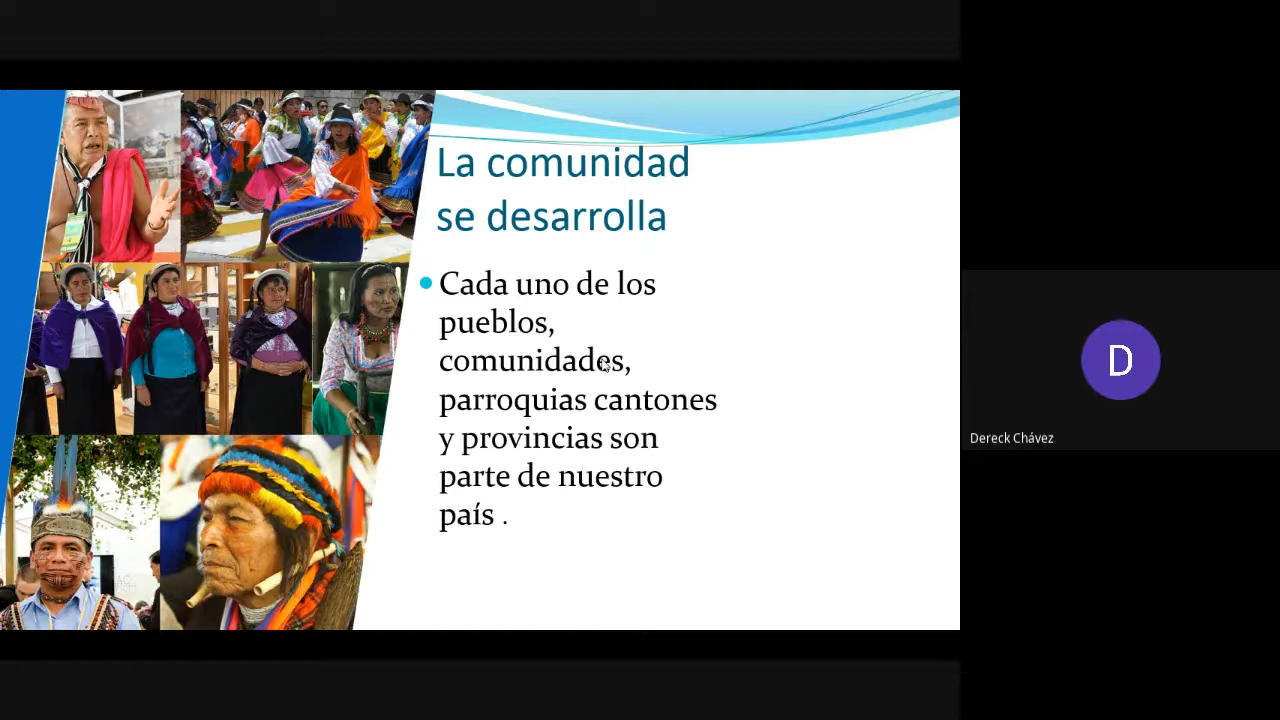 La comunidad
se desarrolla
• Cada uno de los
pueblos,
comunidades,
parroquias cantones
y provincias son
parte de nuestro
país .
D
Dereck Chávez